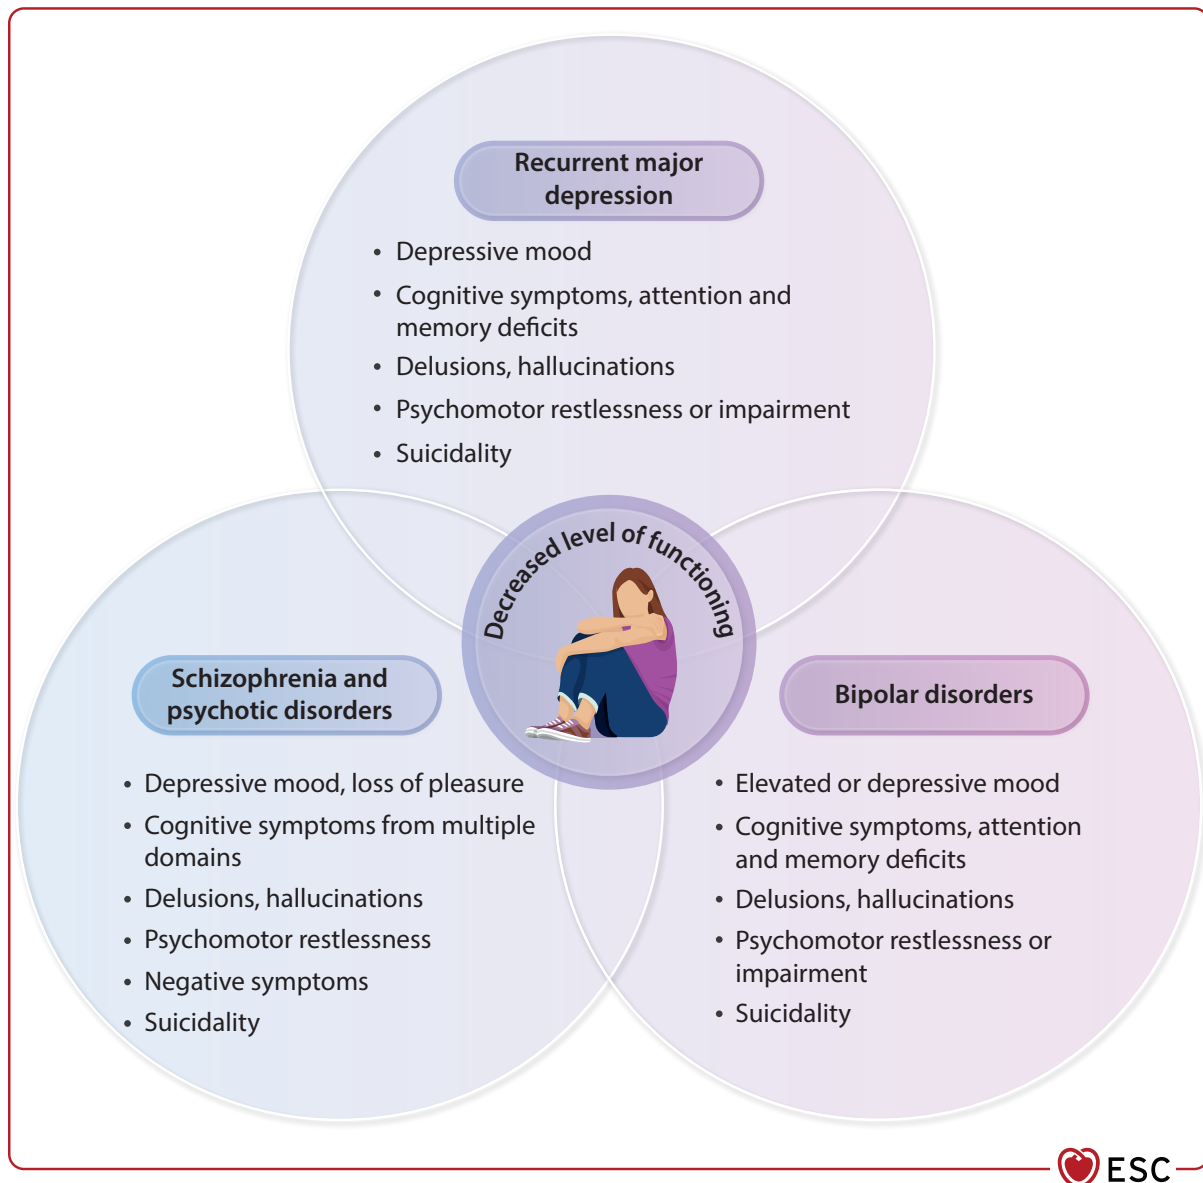 Recurrent major
depression
• Depressive mood
• Cognitive symptoms, attention and
memory deficits
• Delusions, hallucinations
• Psychomotor restlessness or impairment
• Suicidality
Decreased level of functioning
Schizophrenia and
psychotic disorders
• Depressive mood, loss of pleasure
• Cognitive symptoms from multiple
domains
• Delusions, hallucinations
• Psychomotor restlessness
• Negative symptoms
• Suicidality
Bipolar disorders
• Elevated or depressive mood
• Cognitive symptoms, attention
and memory deficits
• Delusions, hallucinations
• Psychomotor restlessness or
impairment
• Suicidality
ESC